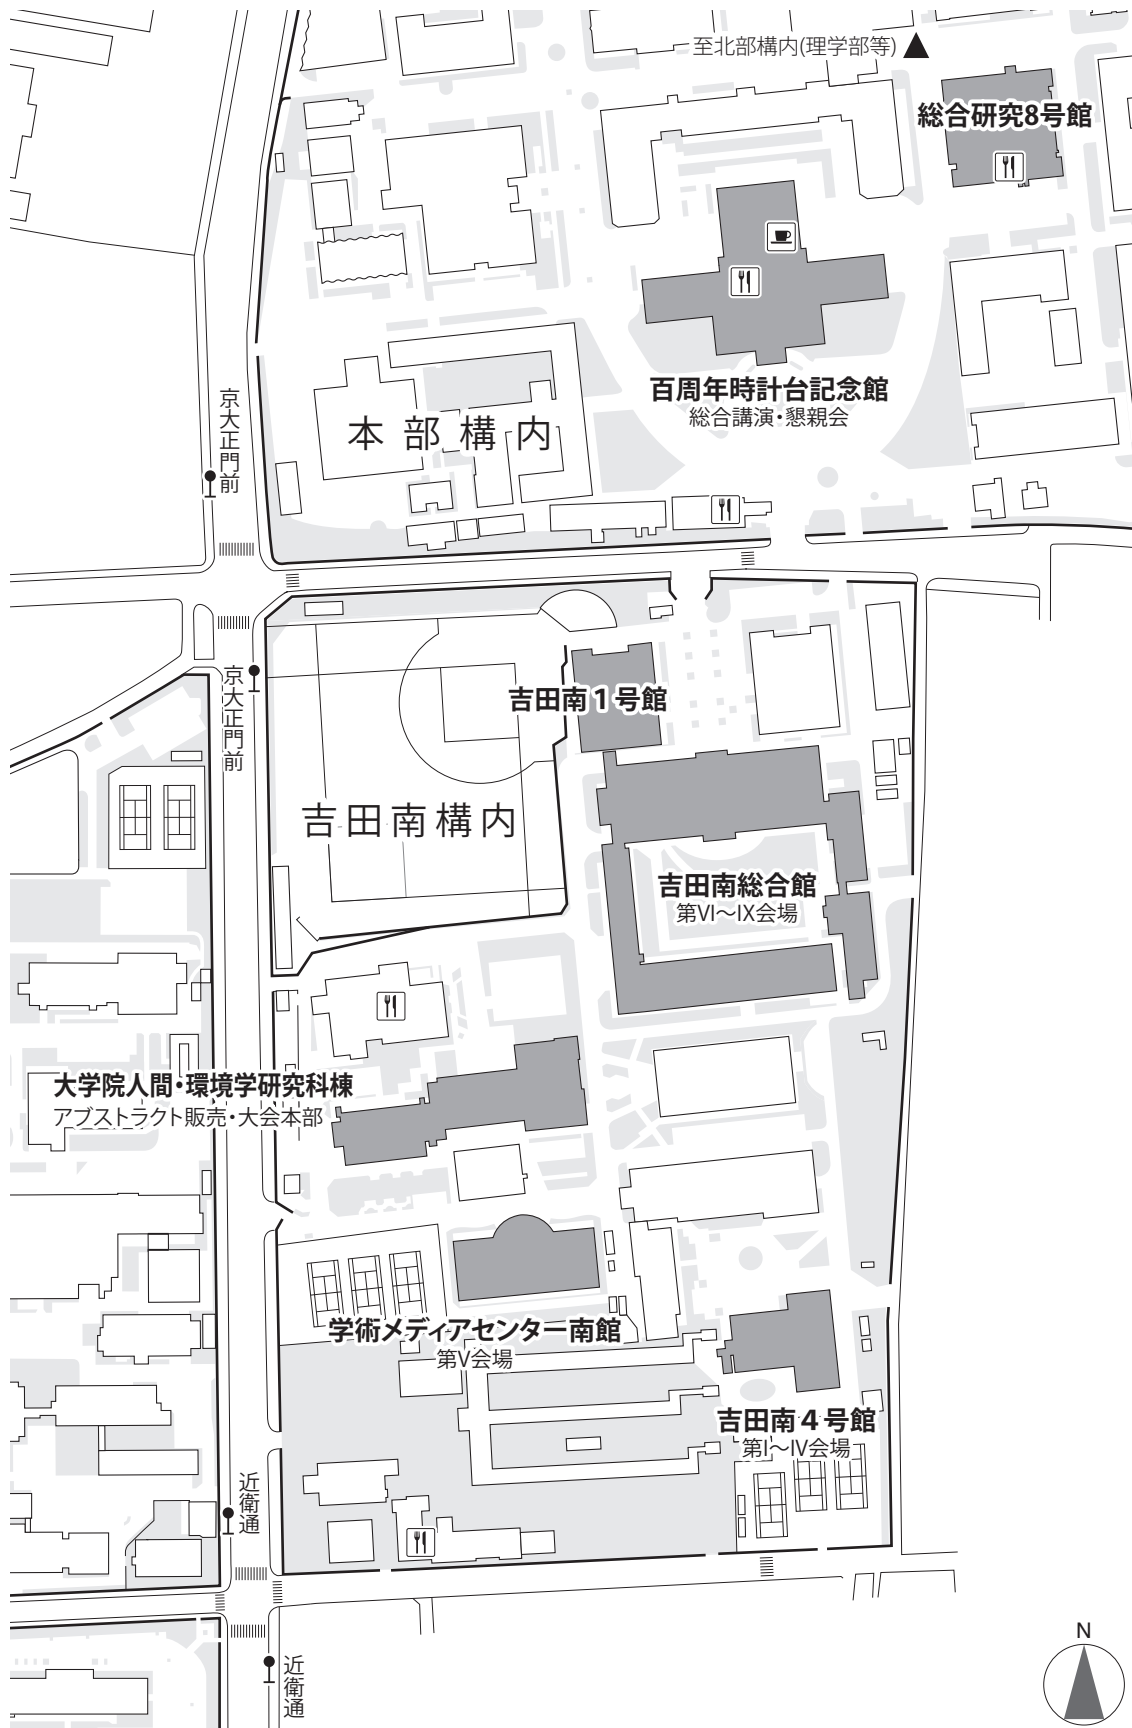 至北部構内(理学部等)▲
総合研究8号館
百周年時計台記念館
総合講演・懇親会
京大正門前
本部構内
京大正門前
吉田南1号館
吉田南構内
吉田南総合館
第VI〜IX会場
大学院人間・環境学研究科棟
アブストラクト販売・大会本部
学術メディアセンター南館
第V会場
吉田南4号館
第I〜IV会場
近衛通
近衛通
N